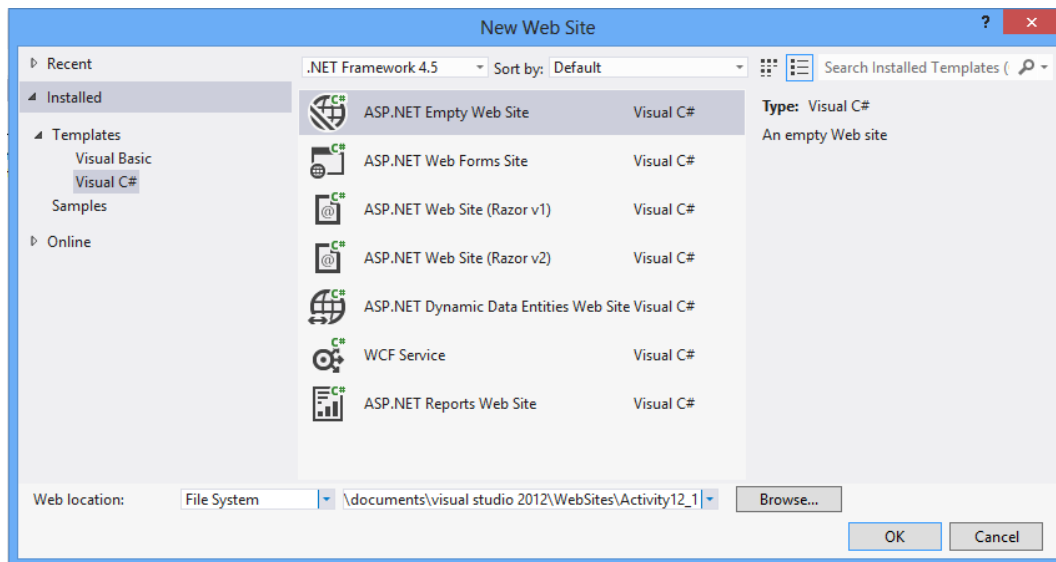 New Web Site
?
Recent
Installed
Templates
Visual Basic
Visual C#
Samples
Online
.NET Framework 4.5
Sort by: Default
Search Installed Templates (
C# ASP.NET Empty Web Site Visual C#
C# ASP.NET Web Forms Site Visual C#
C# @ ASP.NET Web Site (Razor v1) Visual C#
C# @ ASP.NET Web Site (Razor v2) Visual C#
C# ASP.NET Dynamic Data Entities Web Site Visual C#
C# WCF Service Visual C#
C# ASP.NET Reports Web Site Visual C#
Type: Visual C#
An empty Web site
Web location: File System \documents\visual studio 2012\WebSites\Activity12_1 Browse...
OK Cancel